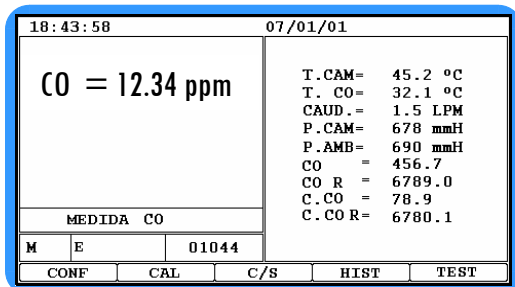 18:43:58 07/01/01
CO = 12.34 ppm
T.CAM= 45.2 ºC
T. CO= 32.1 ºC
CAUD.= 1.5 LPM
P.CAM= 678 mmH
P.AMB= 690 mmH
CO = 456.7
CO R = 6789.0
C.CO = 78.9
C.CO R= 6780.1
MEDIDA CO
M E 01044
CONF CAL C/S HIST TEST